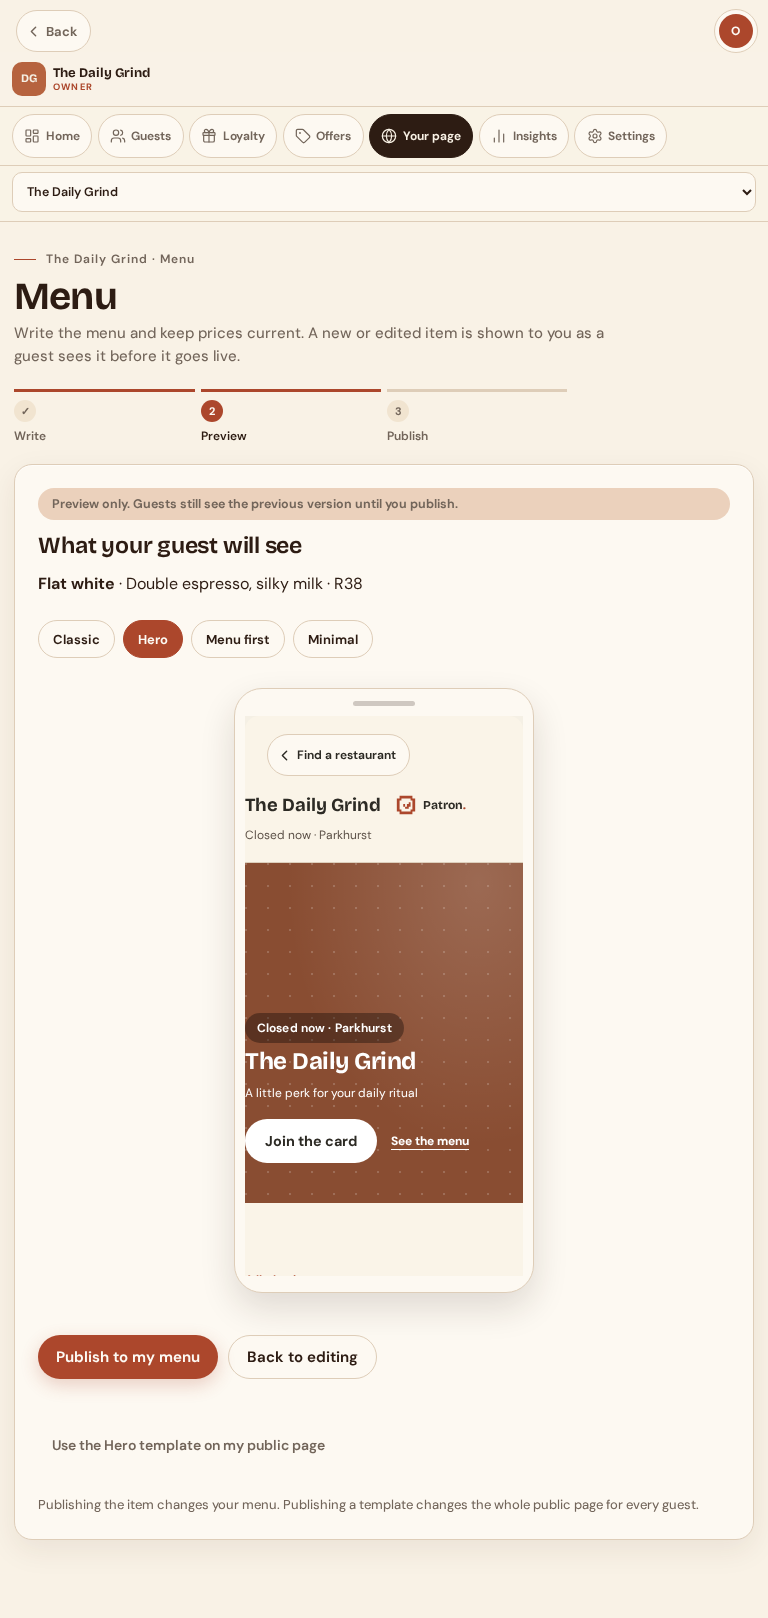 Back
O
DG
The Daily Grind
OWNER
Home
Guests
Loyalty
Offers
Your page
Insights
Settings
The Daily Grind
The Daily Grind · Menu
Menu
Write the menu and keep prices current. A new or edited item is shown to you as a
guest sees it before it goes live.
✓
2
3
Write
Preview
Publish
Preview only. Guests still see the previous version until you publish.
What your guest will see
Flat white · Double espresso, silky milk · R38
Classic
Hero
Menu first
Minimal
Find a restaurant
The Daily Grind
Patron.
Closed now · Parkhurst
Closed now · Parkhurst
The Daily Grind
A little perk for your daily ritual
Join the card
See the menu
Publish to my menu
Back to editing
Use the Hero template on my public page
Publishing the item changes your menu. Publishing a template changes the whole public page for every guest.